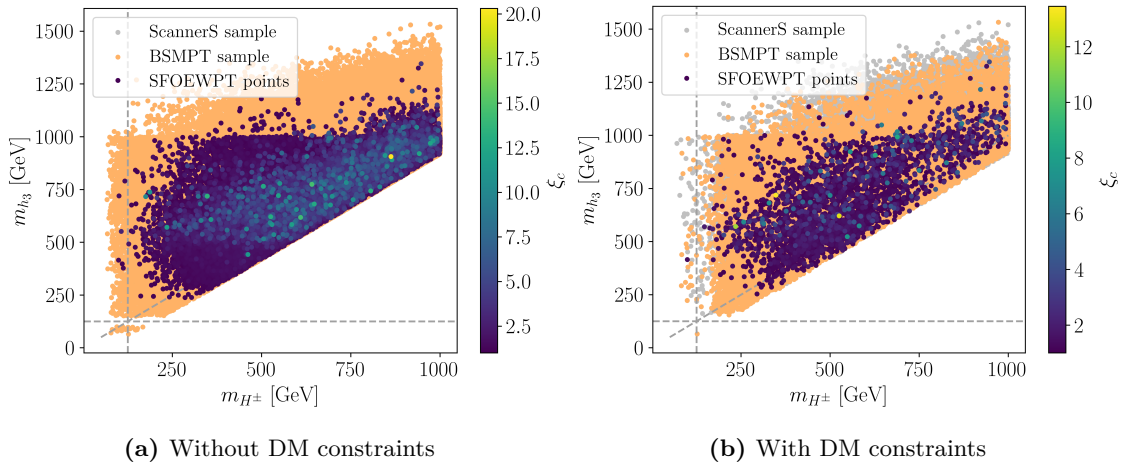 ScannerS sample
BSMPT sample
SFOEWPT points
1500
1250
1000
750
500
250
0
m_{h_3} [GeV]
250
500
750
1000
m_{H^±} [GeV]
20.0
17.5
15.0
12.5
10.0
7.5
5.0
2.5
ξ_c
(a) Without DM constraints
ScannerS sample
BSMPT sample
SFOEWPT points
1500
1250
1000
750
500
250
0
m_{h_3} [GeV]
250
500
750
1000
m_{H^±} [GeV]
12
10
8
6
4
2
ξ_c
(b) With DM constraints